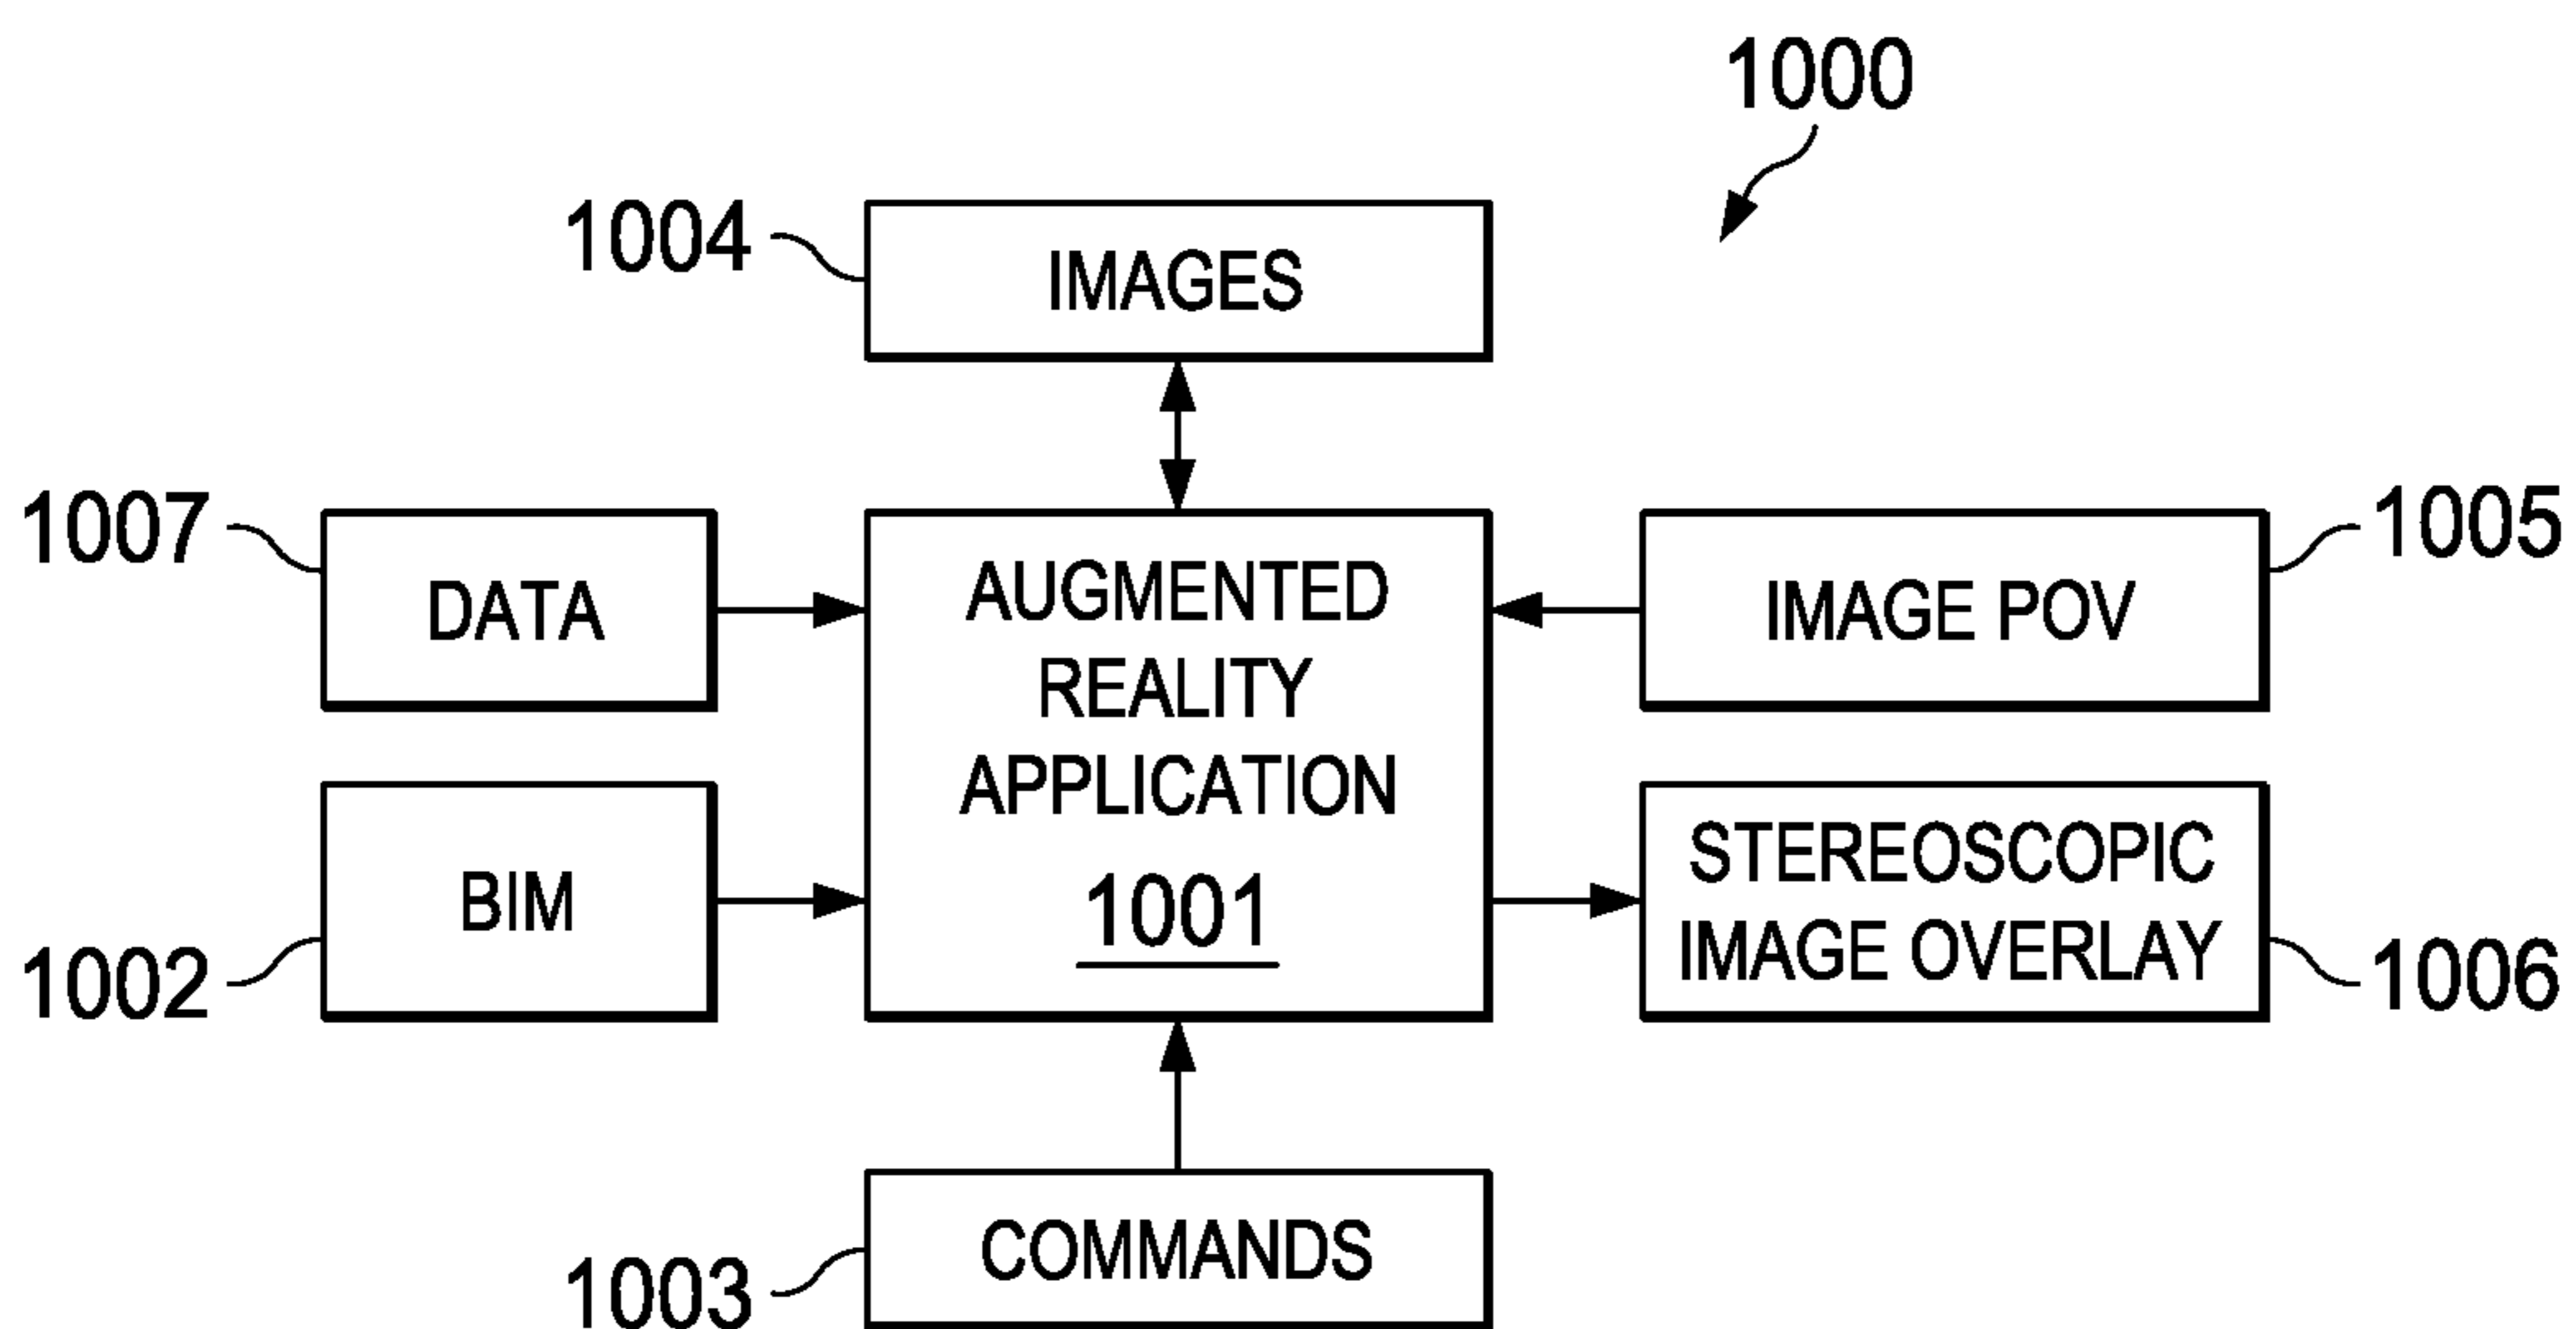 1000
1004
IMAGES
1007
DATA
AUGMENTED
REALITY
APPLICATION
1001
IMAGE POV
1005
BIM
1002
STEREOSCOPIC
IMAGE OVERLAY
1006
COMMANDS
1003